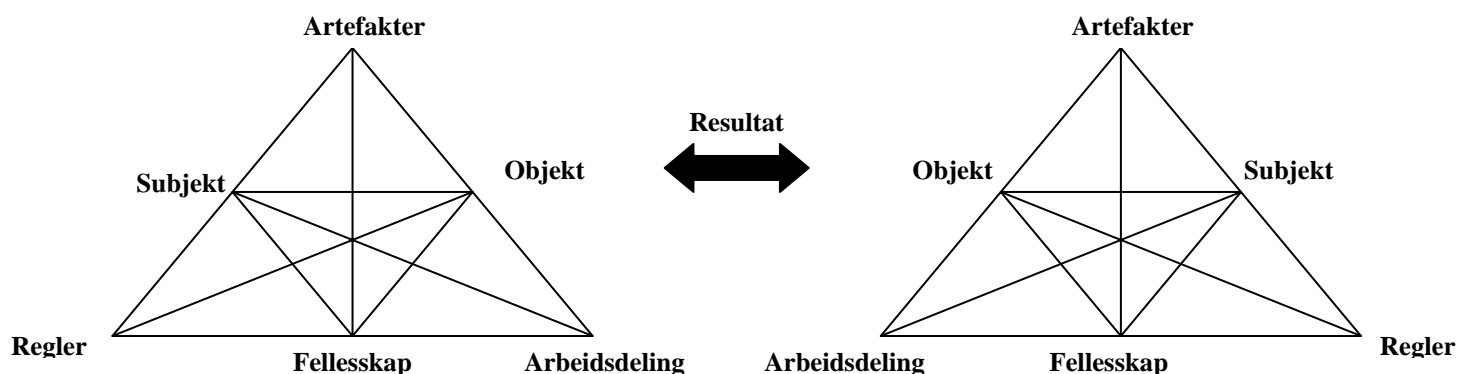 Artefakter
Artefakter
Resultat
Subjekt
Objekt
Objekt
Subjekt
Regler
Fellesskap
Arbeidsdeling
Arbeidsdeling
Fellesskap
Regler